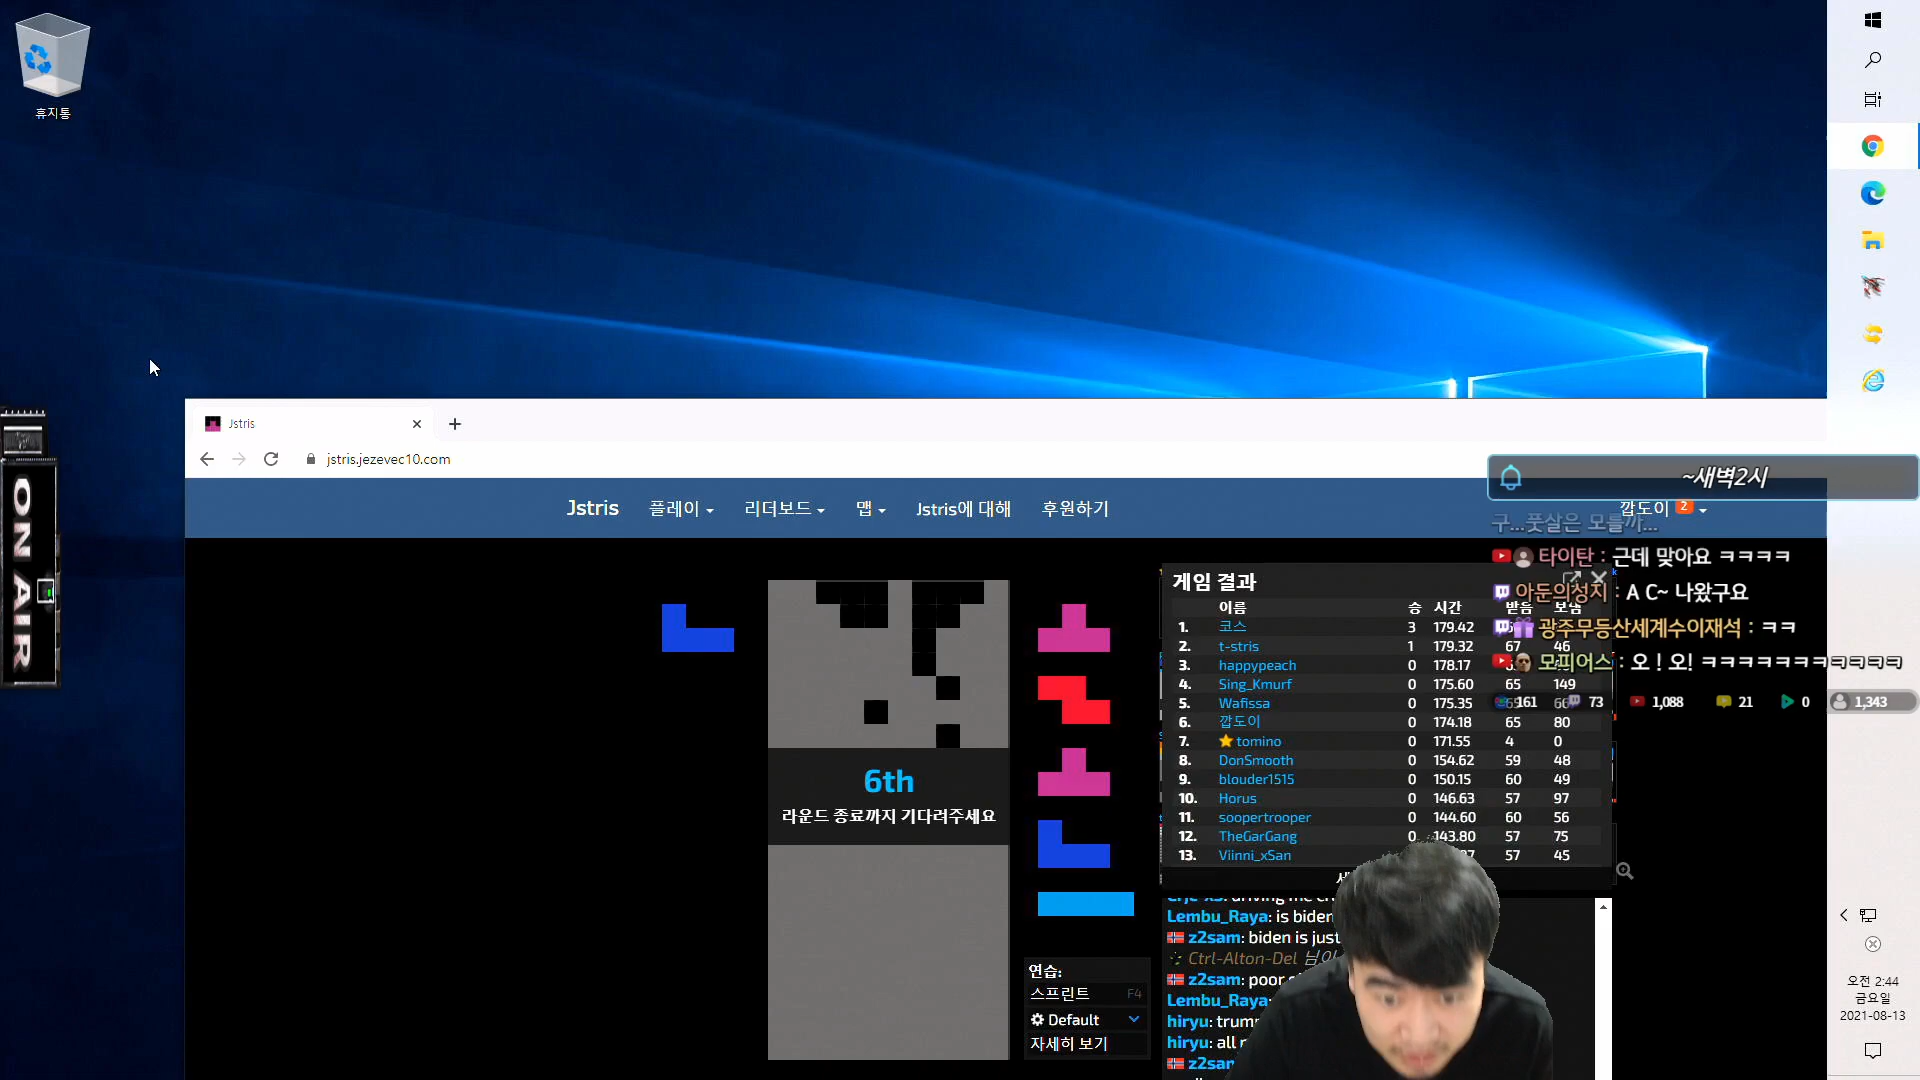 휴지통
Jstris
jstris.jezevec10.com
Jstris 플레이 리더보드 맵 Jstris에 대해 후원하기 깝도이 2
~새벽2시
구...풋살은 모를까...
타이탄 : 근데 맞아요 ㅋㅋㅋㅋ
아둔의성지 : A C~ 나왔구요
광주무등산세계수이재석 : ㅋㅋ
모피어스 : 오 ! 오! ㅋㅋㅋㅋㅋㅋㅋㅋㅋㅋㅋ
161 73 1,088 21 0 1,343
ON AIR
게임 결과
이름 승 시간 받음 보냄
1. 코스 3 179.42
2. t-stris 1 179.32 67 46
3. happypeach 0 178.17
4. Sing_Kmurf 0 175.60 65 149
5. Wafissa 0 175.35
6. 깝도이 0 174.18 65 80
7. tomino 0 171.55 4 0
8. DonSmooth 0 154.62 59 48
9. blouder1515 0 150.15 60 49
10. Horus 0 146.63 57 97
11. soopertrooper 0 144.60 60 56
12. TheGarGang 0 143.80 57 75
13. Viinni_xSan 57 45
6th
라운드 종료까지 기다려주세요
연습:
스프린트 F4
Default
자세히 보기
Lembu_Raya: is biden
z2sam: biden is just
Ctrl-Alton-Del 님이
z2sam: poor
Lembu_Raya:
hiryu: trump
hiryu: all
z2sam
오전 2:44
금요일
2021-08-13